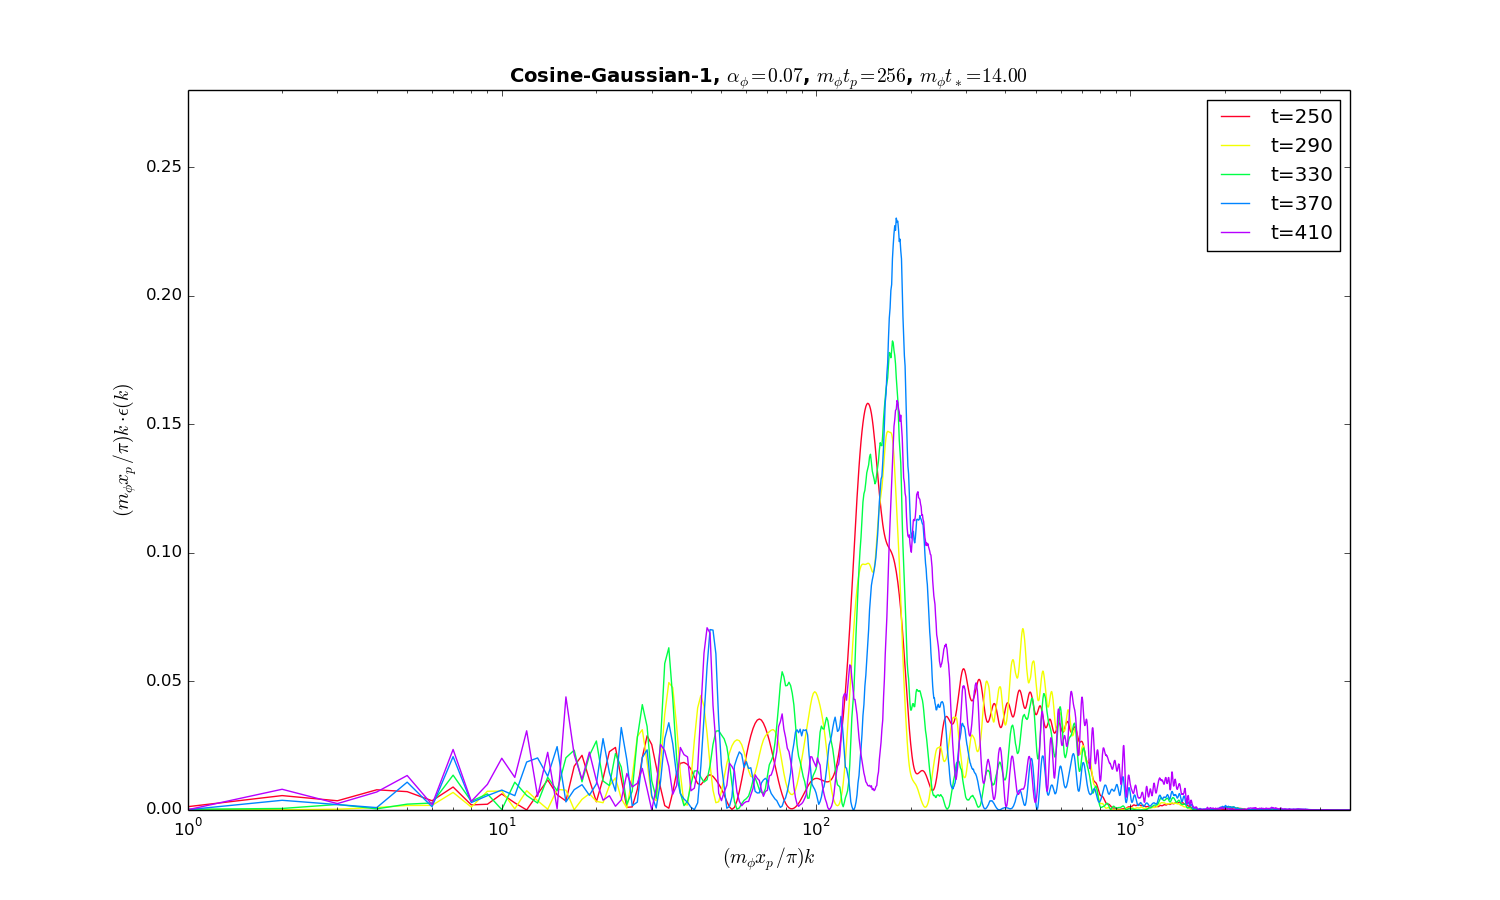 Cosine-Gaussian-1, α_ϕ=0.07, m_ϕt_p=256, m_ϕt_*=14.00
t=250
t=290
t=330
t=370
t=410
0.25
0.20
0.15
0.10
0.05
0.00
(m_ϕx_p/π)k·ϵ(k)
10^0 10^1 10^2 10^3
(m_ϕx_p/π)k